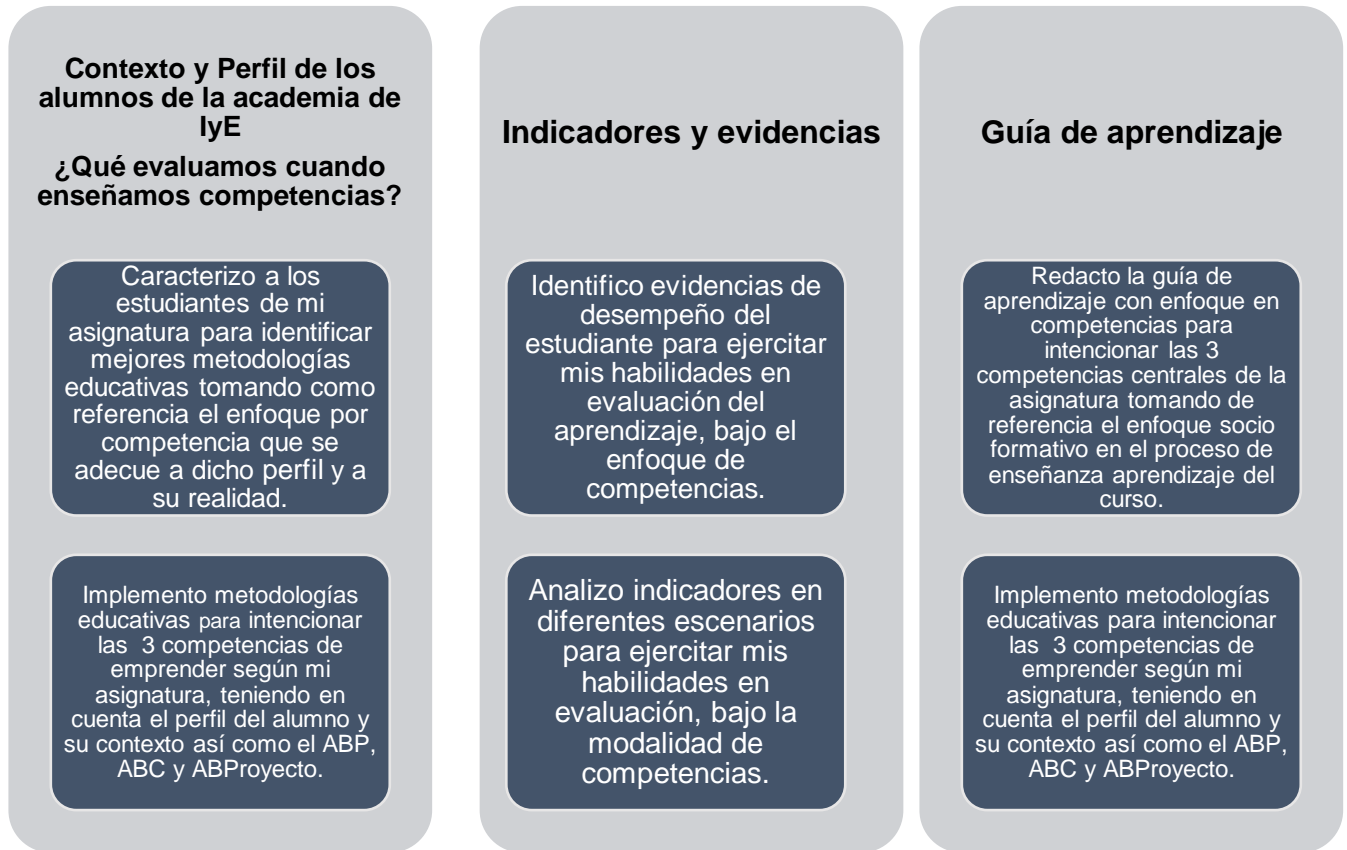 Contexto y Perfil de los
alumnos de la academia de
IyE
¿Qué evaluamos cuando
enseñamos competencias?
Caracterizo a los
estudiantes de mi
asignatura para identificar
mejores metodologías
educativas tomando como
referencia el enfoque por
competencia que se
adecue a dicho perfil y a
su realidad.
Implemento metodologías
educativas para intencionar
las 3 competencias de
emprender según mi
asignatura, teniendo en
cuenta el perfil del alumno y
su contexto así como el ABP,
ABC y ABProyecto.
Indicadores y evidencias
Identifico evidencias de
desempeño del
estudiante para ejercitar
mis habilidades en
evaluación del
aprendizaje, bajo el
enfoque de
competencias.
Analizo indicadores en
diferentes escenarios
para ejercitar mis
habilidades en
evaluación, bajo la
modalidad de
competencias.
Guía de aprendizaje
Redacto la guía de
aprendizaje con enfoque en
competencias para
intencionar las 3
competencias centrales de la
asignatura tomando de
referencia el enfoque socio
formativo en el proceso de
enseñanza aprendizaje del
curso.
Implemento metodologías
educativas para intencionar
las 3 competencias de
emprender según mi
asignatura, teniendo en
cuenta el perfil del alumno y
su contexto así como el ABP,
ABC y ABProyecto.